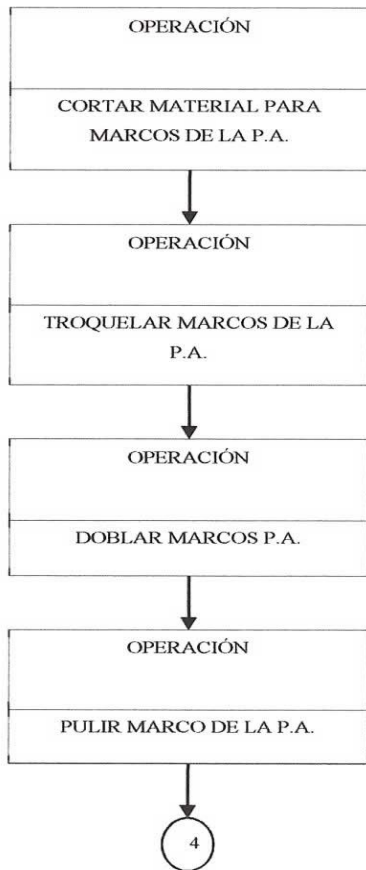 OPERACIÓN
CORTAR MATERIAL PARA
MARCOS DE LA P.A.
OPERACIÓN
TROQUELAR MARCOS DE LA
P.A.
OPERACIÓN
DOBLAR MARCOS P.A.
OPERACIÓN
PULIR MARCO DE LA P.A.
4